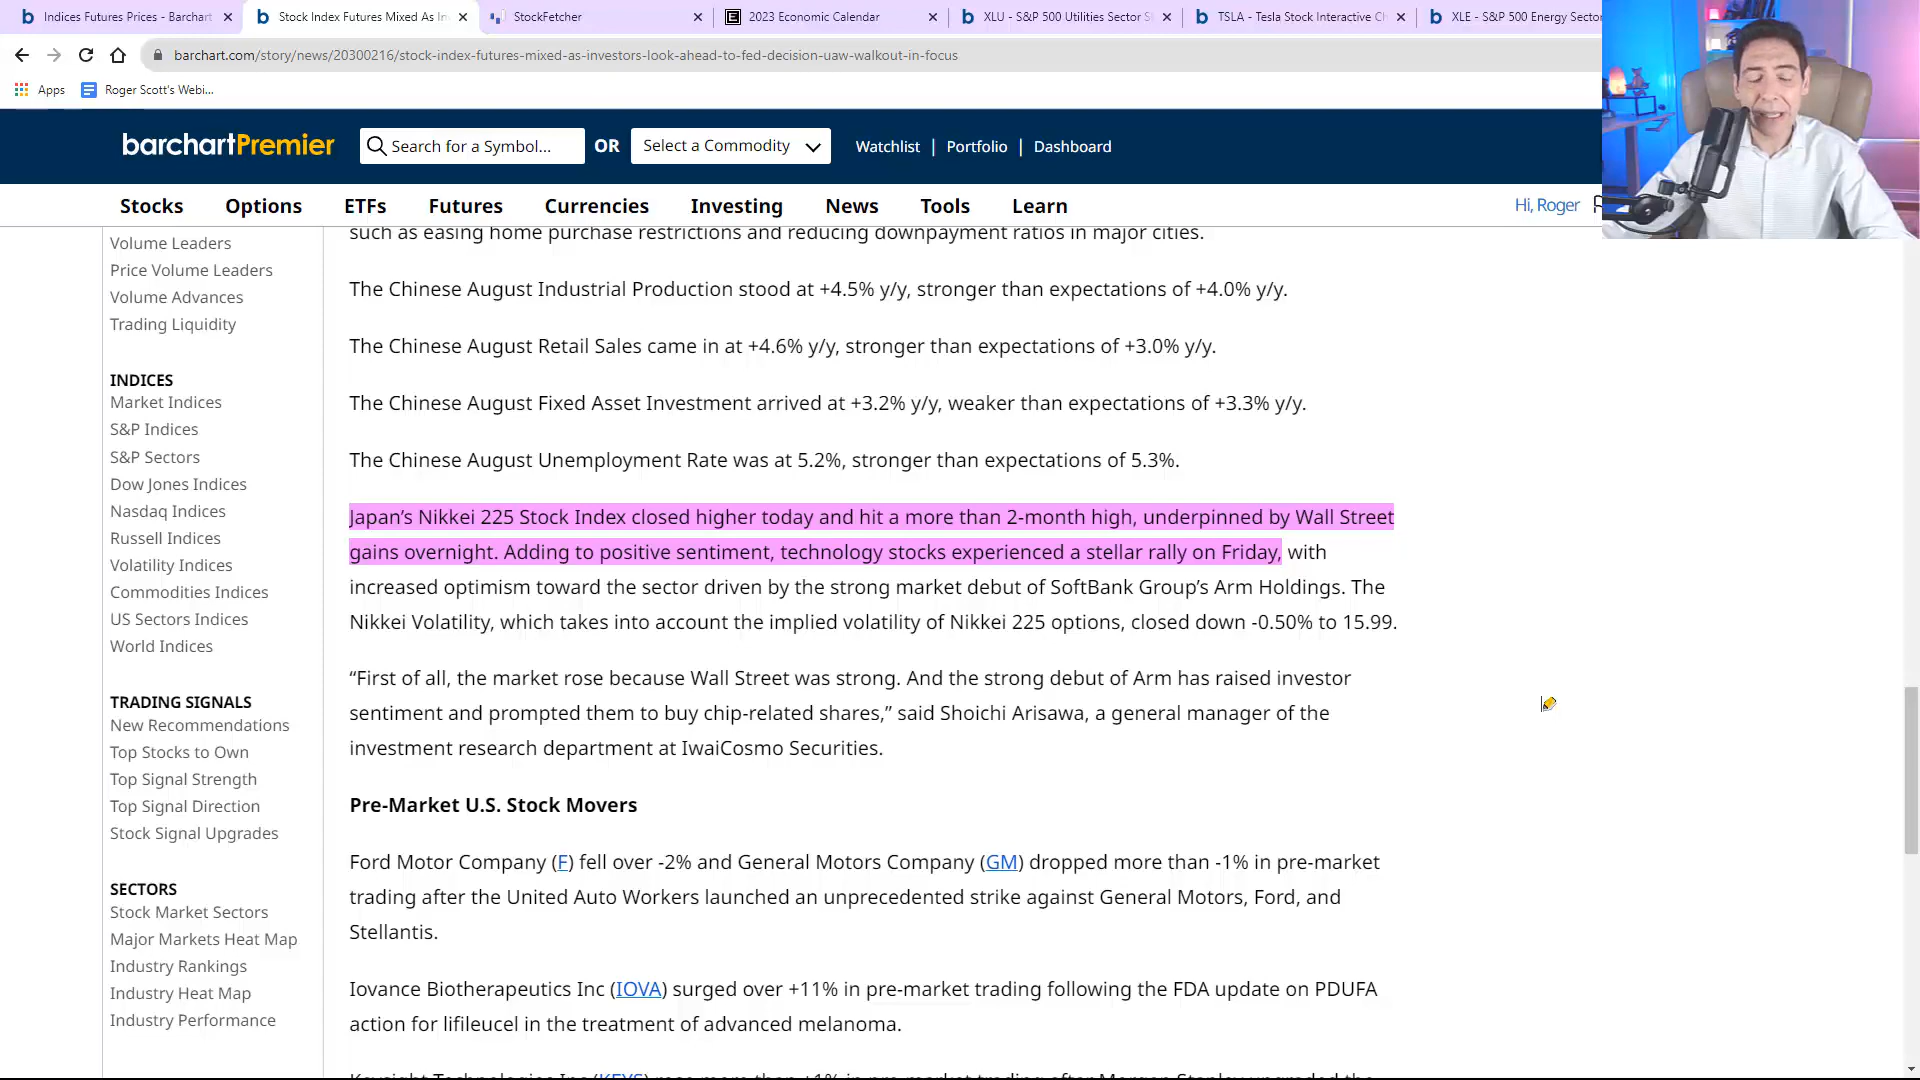 Indices Futures Prices - Barchart
Stock Index Futures Mixed As In
StockFetcher
2023 Economic Calendar
XLU - S&P 500 Utilities Sector S
TSLA - Tesla Stock Interactive Ch
XLE - S&P 500 Energy Sector
barchart.com/story/news/20300216/stock-index-futures-mixed-as-investors-look-ahead-to-fed-decision-uaw-walkout-in-focus
Apps
Roger Scott's Webi...
barchartPremier
Search for a Symbol...
OR
Select a Commodity
Watchlist | Portfolio | Dashboard
Stocks Options ETFs Futures Currencies Investing News Tools Learn
Hi, Roger
Volume Leaders
Price Volume Leaders
Volume Advances
Trading Liquidity
INDICES
Market Indices
S&P Indices
S&P Sectors
Dow Jones Indices
Nasdaq Indices
Russell Indices
Volatility Indices
Commodities Indices
US Sectors Indices
World Indices
TRADING SIGNALS
New Recommendations
Top Stocks to Own
Top Signal Strength
Top Signal Direction
Stock Signal Upgrades
SECTORS
Stock Market Sectors
Major Markets Heat Map
Industry Rankings
Industry Heat Map
Industry Performance
such as easing home purchase restrictions and reducing downpayment ratios in major cities.
The Chinese August Industrial Production stood at +4.5% y/y, stronger than expectations of +4.0% y/y.
The Chinese August Retail Sales came in at +4.6% y/y, stronger than expectations of +3.0% y/y.
The Chinese August Fixed Asset Investment arrived at +3.2% y/y, weaker than expectations of +3.3% y/y.
The Chinese August Unemployment Rate was at 5.2%, stronger than expectations of 5.3%.
Japan’s Nikkei 225 Stock Index closed higher today and hit a more than 2-month high, underpinned by Wall Street
gains overnight. Adding to positive sentiment, technology stocks experienced a stellar rally on Friday, with
increased optimism toward the sector driven by the strong market debut of SoftBank Group’s Arm Holdings. The
Nikkei Volatility, which takes into account the implied volatility of Nikkei 225 options, closed down -0.50% to 15.99.
“First of all, the market rose because Wall Street was strong. And the strong debut of Arm has raised investor
sentiment and prompted them to buy chip-related shares,” said Shoichi Arisawa, a general manager of the
investment research department at IwaiCosmo Securities.
Pre-Market U.S. Stock Movers
Ford Motor Company (F) fell over -2% and General Motors Company (GM) dropped more than -1% in pre-market
trading after the United Auto Workers launched an unprecedented strike against General Motors, Ford, and
Stellantis.
Iovance Biotherapeutics Inc (IOVA) surged over +11% in pre-market trading following the FDA update on PDUFA
action for lifileucel in the treatment of advanced melanoma.
Keysight Technologies Inc (KEYS) rose more than +1% in pre-market trading after Morgan Stanley upgraded the